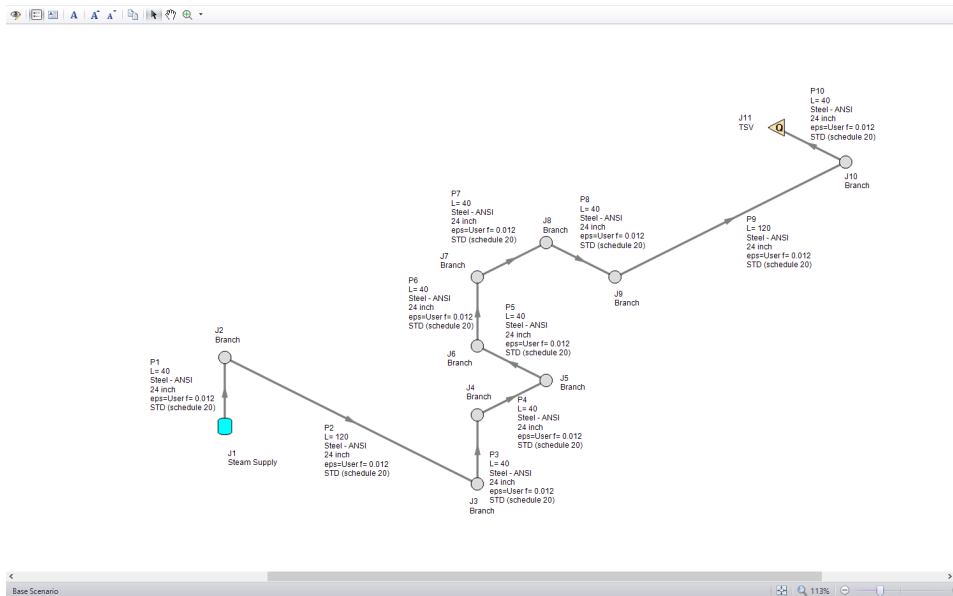 A A A
P10
L= 40
Steel - ANSI
24 inch
eps=User f= 0.012
STD (schedule 20)
J11
TSV
Q
J10
Branch
P7
L= 40
Steel - ANSI
24 inch
eps=User f= 0.012
STD (schedule 20)
J8
Branch
P8
L= 40
Steel - ANSI
24 inch
eps=User f= 0.012
STD (schedule 20)
P9
L= 120
Steel - ANSI
24 inch
eps=User f= 0.012
STD (schedule 20)
J7
Branch
P6
L= 40
Steel - ANSI
24 inch
eps=User f= 0.012
STD (schedule 20)
J9
Branch
P5
L= 40
Steel - ANSI
24 inch
eps=User f= 0.012
STD (schedule 20)
J2
Branch
J6
Branch
P1
L= 40
Steel - ANSI
24 inch
eps=User f= 0.012
STD (schedule 20)
J5
Branch
J4
Branch
P4
L= 40
Steel - ANSI
24 inch
eps=User f= 0.012
STD (schedule 20)
P2
L= 120
Steel - ANSI
24 inch
eps=User f= 0.012
STD (schedule 20)
J1
Steam Supply
P3
L= 40
Steel - ANSI
24 inch
eps=User f= 0.012
STD (schedule 20)
J3
Branch
Base Scenario
113%